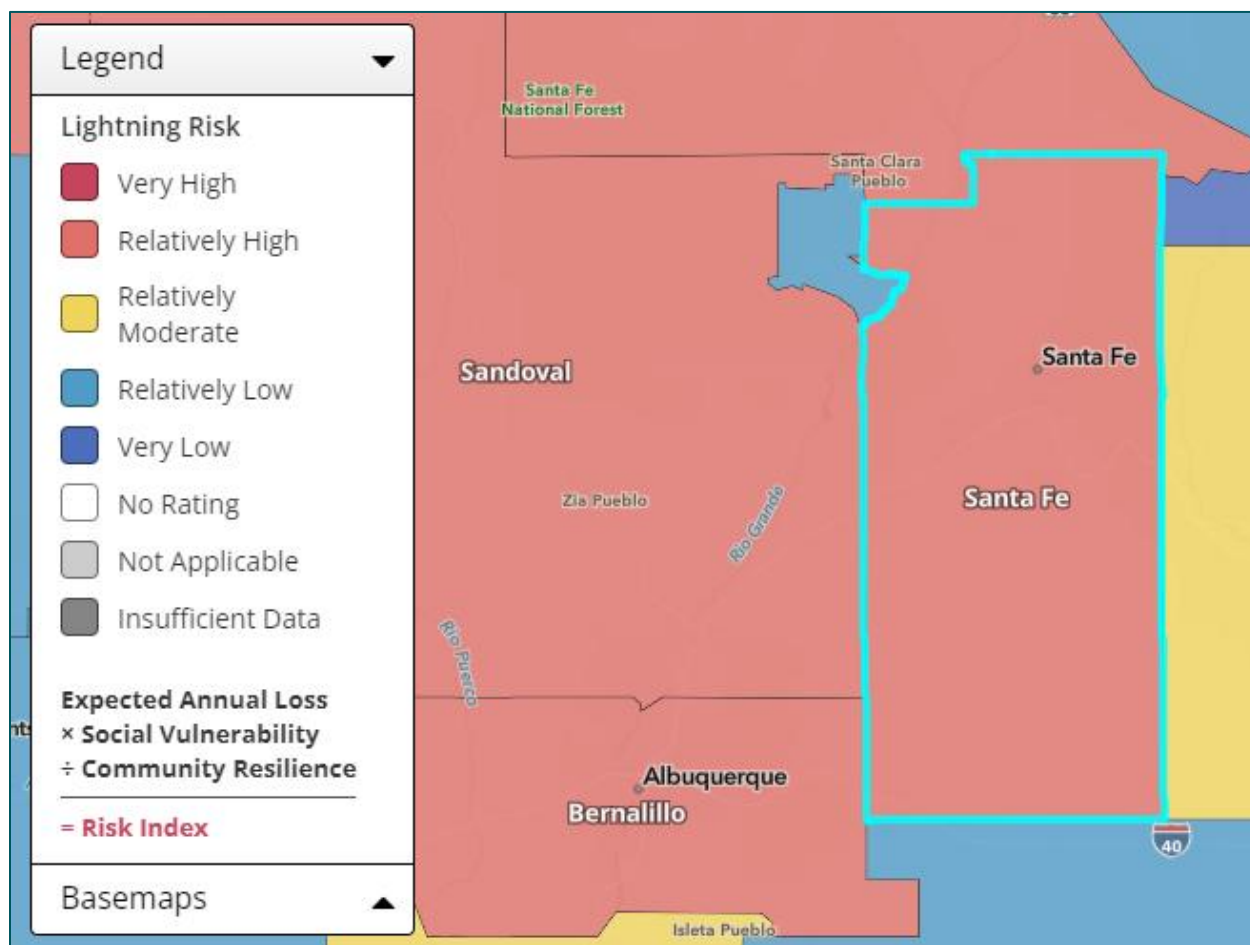 Legend
Lightning Risk
Very High
Relatively High
Relatively
Moderate
Relatively Low
Very Low
No Rating
Not Applicable
Insufficient Data
Expected Annual Loss
× Social Vulnerability
÷ Community Resilience
= Risk Index
Basemaps
Santa Fe
National Forest
Santa Clara
Pueblo
Santa Fe
Sandoval
Zia Pueblo
Santa Fe
Rio Grande
Rio Puerco
Albuquerque
Bernalillo
40
Isleta Pueblo